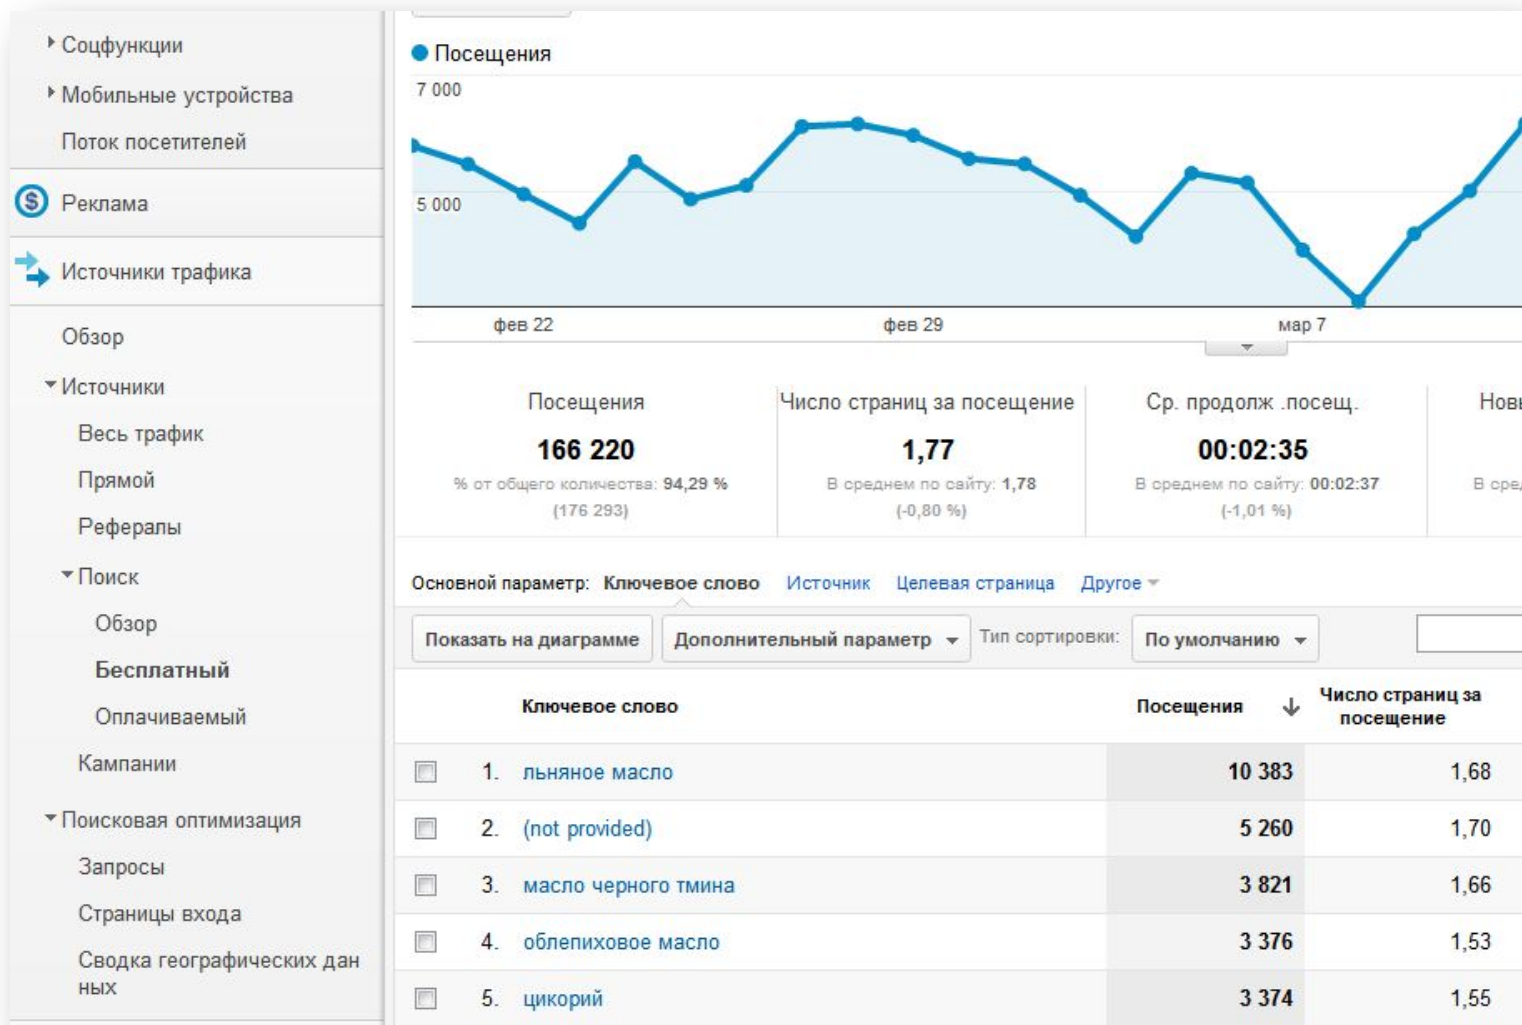 Соцфункции
Мобильные устройства
Поток посетителей
Реклама
Источники трафика
Обзор
Источники
Весь трафик
Прямой
Рефералы
Поиск
Обзор
Бесплатный
Оплачиваемый
Кампании
Поисковая оптимизация
Запросы
Страницы входа
Сводка географических дан
ных
Посещения
7 000
5 000
фев 22 фев 29 мар 7
Посещения
166 220
% от общего количества: 94,29 %
(176 293)
Число страниц за посещение
1,77
В среднем по сайту: 1,78
(-0,80 %)
Ср. продолж .посещ.
00:02:35
В среднем по сайту: 00:02:37
(-1,01 %)
Основной параметр: Ключевое слово Источник Целевая страница Другое
Показать на диаграмме Дополнительный параметр Тип сортировки: По умолчанию
Ключевое слово Посещения Число страниц за
посещение
1. льняное масло 10 383 1,68
2. (not provided) 5 260 1,70
3. масло черного тмина 3 821 1,66
4. облепиховое масло 3 376 1,53
5. цикорий 3 374 1,55